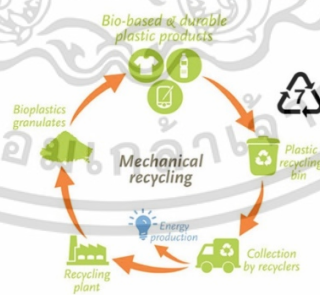 Bio-based & durable
plastic products
7
Bioplastics
granulates
Mechanical
recycling
Plastic
recycling
bin
Energy
production
Collection
by recyclers
Recycling
plant